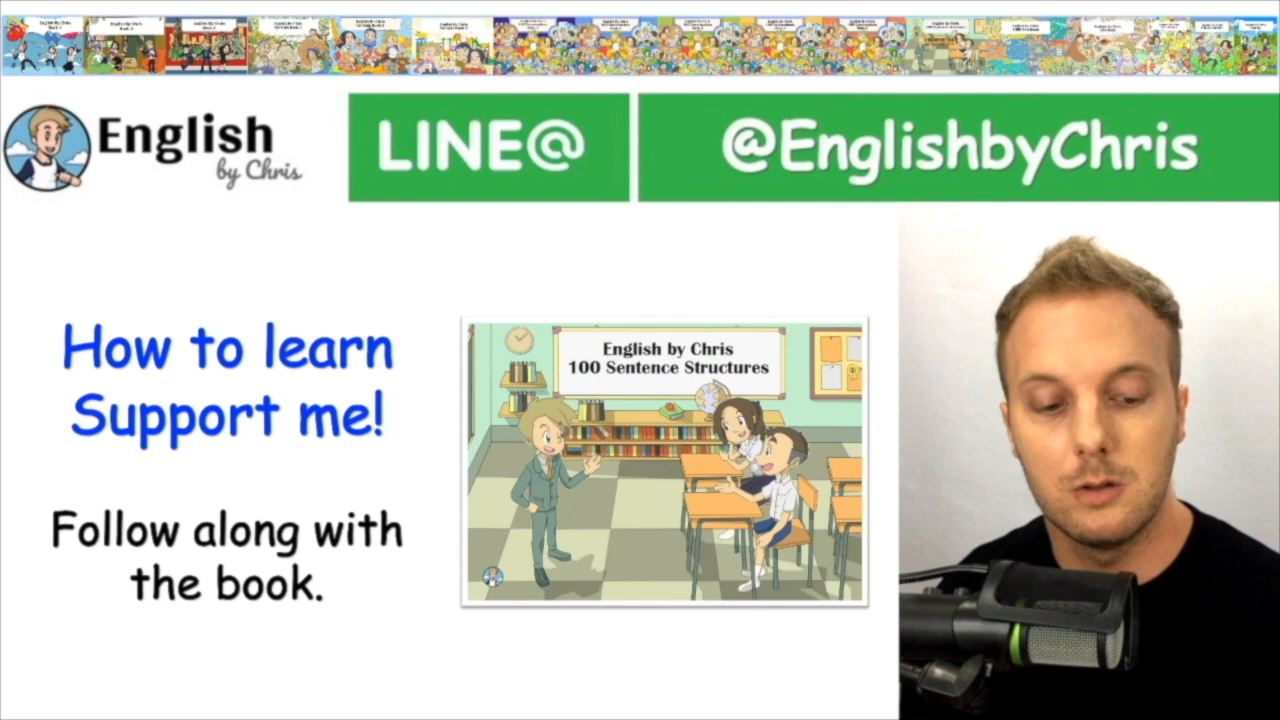 English
by Chris
LINE@
@EnglishbyChris
How to learn
Support me!
Follow along with
the book.
English by Chris
100 Sentence Structures